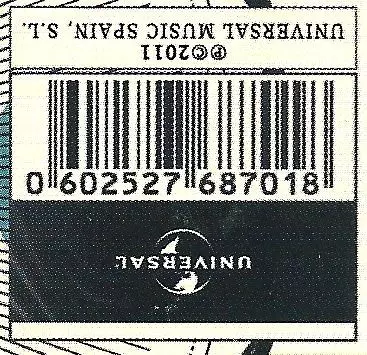 ℗©2011
UNIVERSAL MUSIC SPAIN, S.L.
0 602527 687018
UNIVERSAL